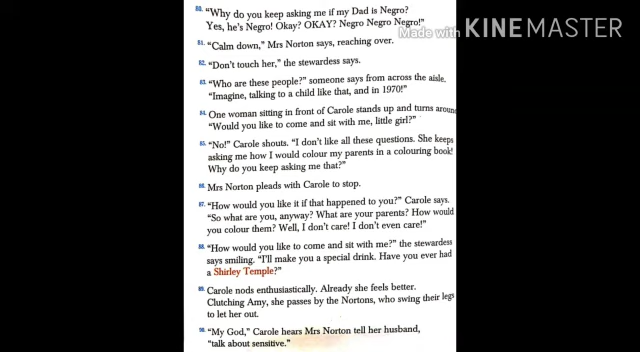 80. "Why do you keep asking me if my Dad is Negro?
Yes, he's Negro! Okay? OKAY? Negro Negro Negro!"
81. "Calm down," Mrs Norton says, reaching over.
82. "Don't touch her," the stewardess says.
83. "Who are these people?" someone says from across the aisle.
"Imagine, talking to a child like that, and in 1970!"
84. One woman sitting in front of Carole stands up and turns around
"Would you like to come and sit with me, little girl?"
85. "No!" Carole shouts. "I don't like all these questions. She keeps
asking me how I would colour my parents in a colouring book!
Why do you keep asking me that?"
86. Mrs Norton pleads with Carole to stop.
87. "How would you like it if that happened to you?" Carole says.
"So what are you, anyway? What are your parents? How would
you colour them? Well, I don't care! I don't even care!"
88. "How would you like to come and sit with me?" the stewardess
says smiling. "I'll make you a special drink. Have you ever had
a Shirley Temple?"
89. Carole nods enthusiastically. Already she feels better.
Clutching Amy, she passes by the Nortons, who swing their legs
to let her out.
90. "My God," Carole hears Mrs Norton tell her husband,
"talk about sensitive."
Made with KINEMASTER